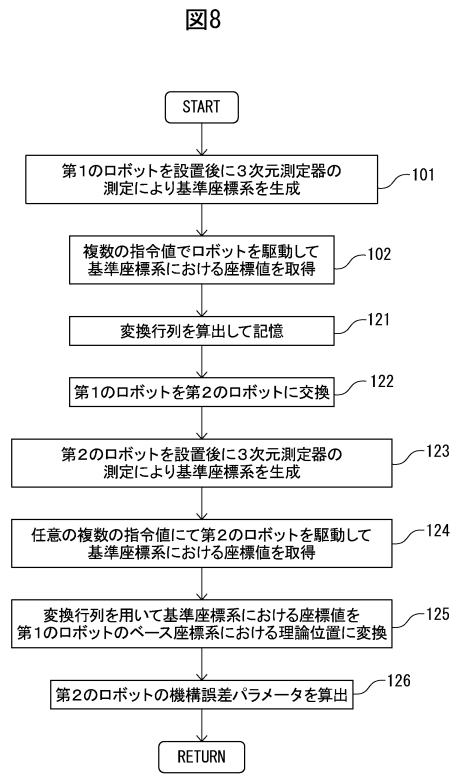 図8
START
第1のロボットを設置後に3次元測定器の
測定により基準座標系を生成
101
複数の指令値でロボットを駆動して
基準座標系における座標値を取得
102
変換行列を算出して記憶
121
第1のロボットを第2のロボットに交換
122
第2のロボットを設置後に3次元測定器の
測定により基準座標系を生成
123
任意の複数の指令値にて第2のロボットを駆動して
基準座標系における座標値を取得
124
変換行列を用いて基準座標系における座標値を
第1のロボットのベース座標系における理論位置に変換
125
第2のロボットの機構誤差パラメータを算出
126
RETURN